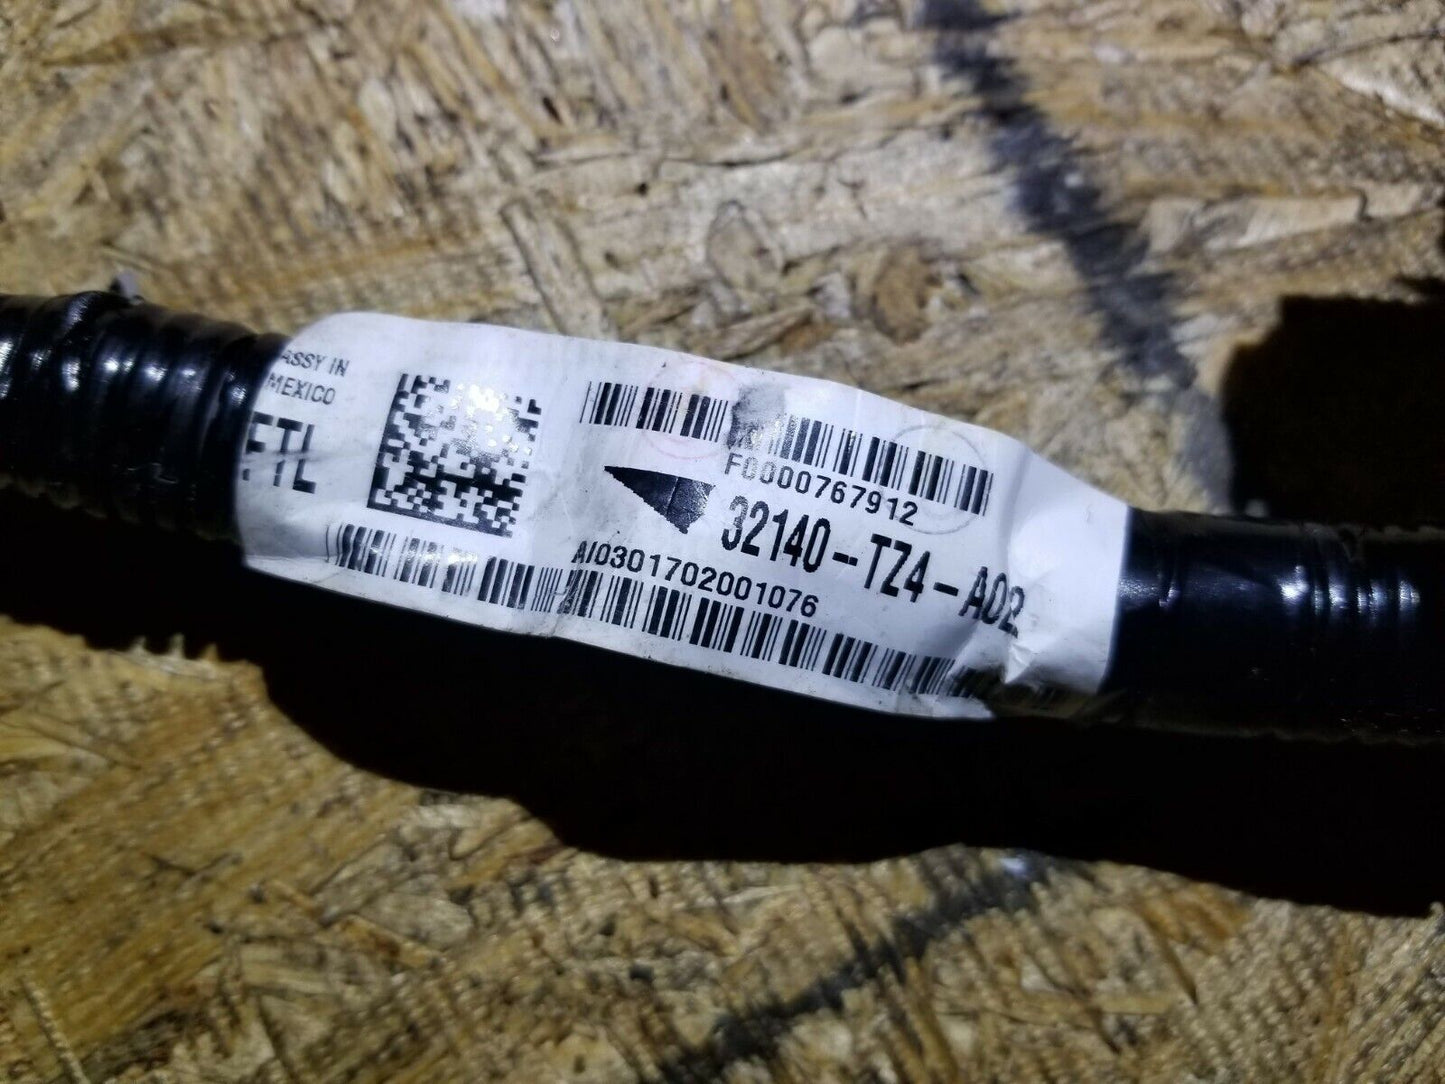 ASSY IN
MEXICO
FTL
F0000767912
32140-TZ4-A02
AI0301702001076